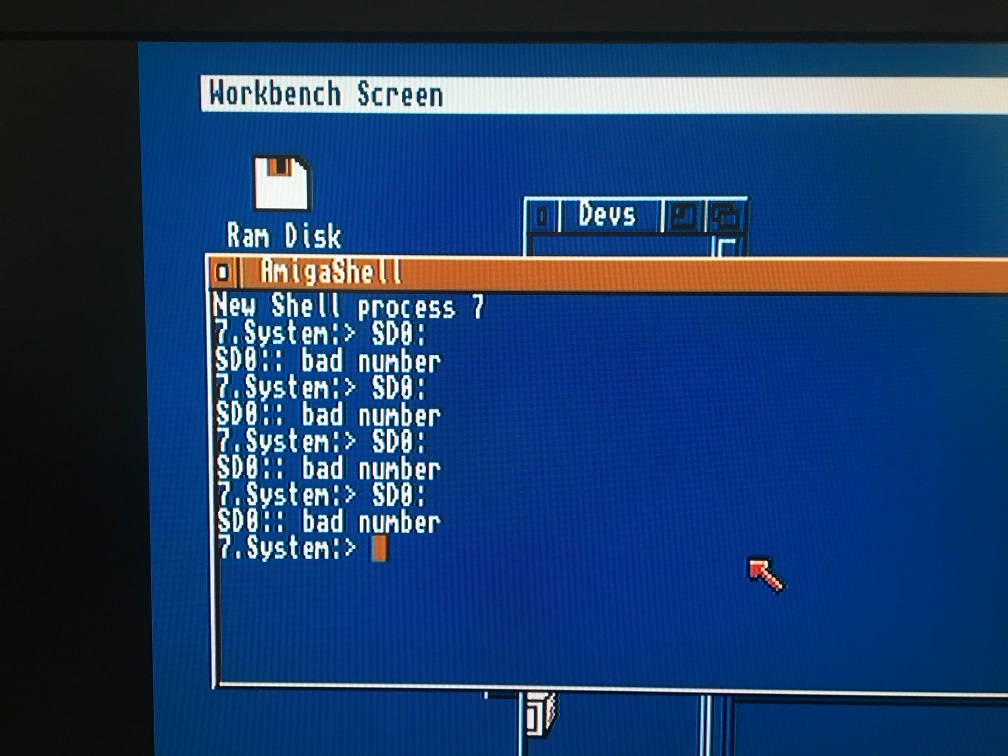 Workbench Screen
Ram Disk
Devs
AmigaShell
New Shell process 7
7.System:> SD0:
SD0:: bad number
7.System:> SD0:
SD0:: bad number
7.System:> SD0:
SD0:: bad number
7.System:> SD0:
SD0:: bad number
7.System:>